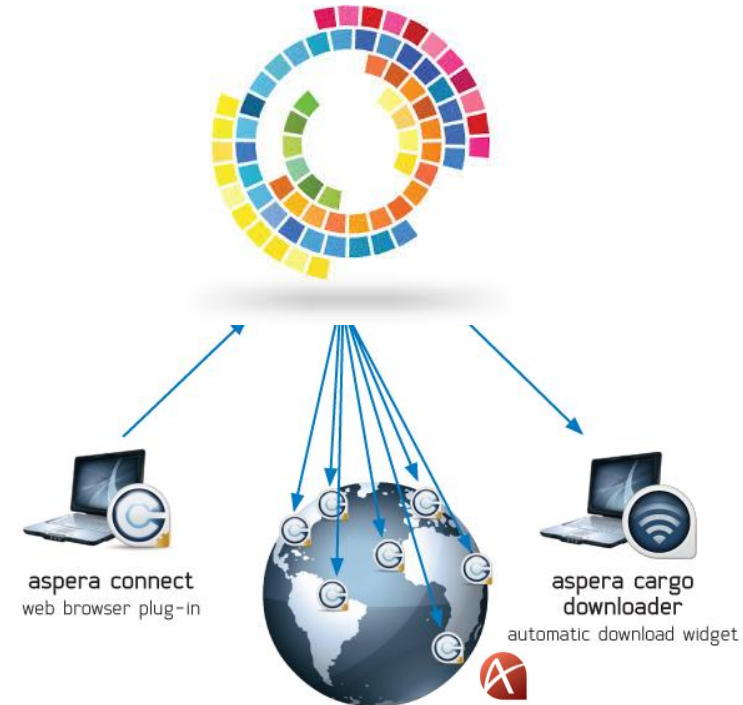 aspera connect
web browser plug-in
aspera cargo
downloader
automatic download widget